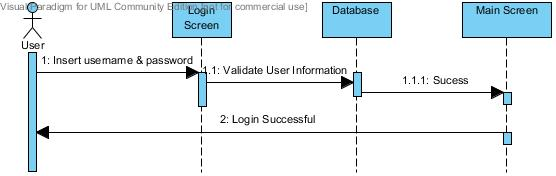 Visual Paradigm for UML Community Edition [not for commercial use]
Login
Screen
Database
Main Screen
User
1: Insert username & password
1.1: Validate User Information
1.1.1: Sucess
2: Login Successful